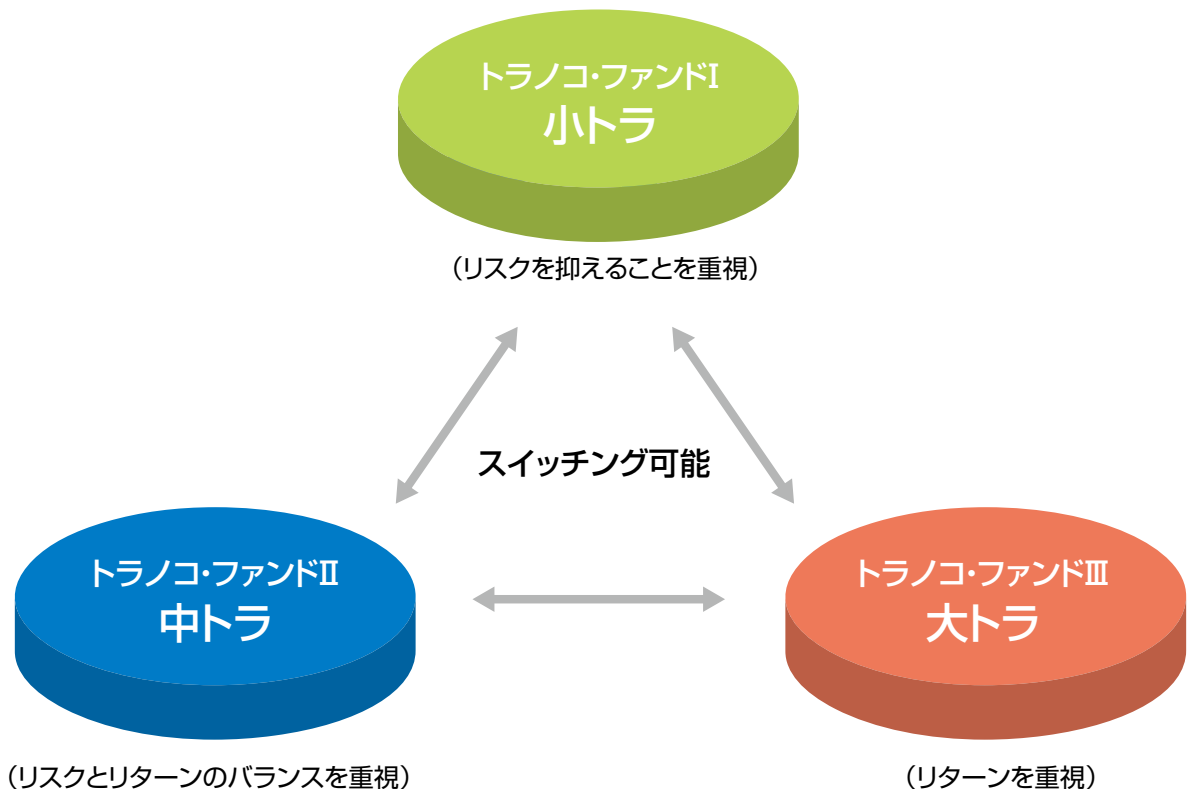 トラノコ・ファンドⅠ
小トラ
（リスクを抑えることを重視）
スイッチング可能
トラノコ・ファンドⅡ
中トラ
（リスクとリターンのバランスを重視）
トラノコ・ファンドⅢ
大トラ
（リターンを重視）